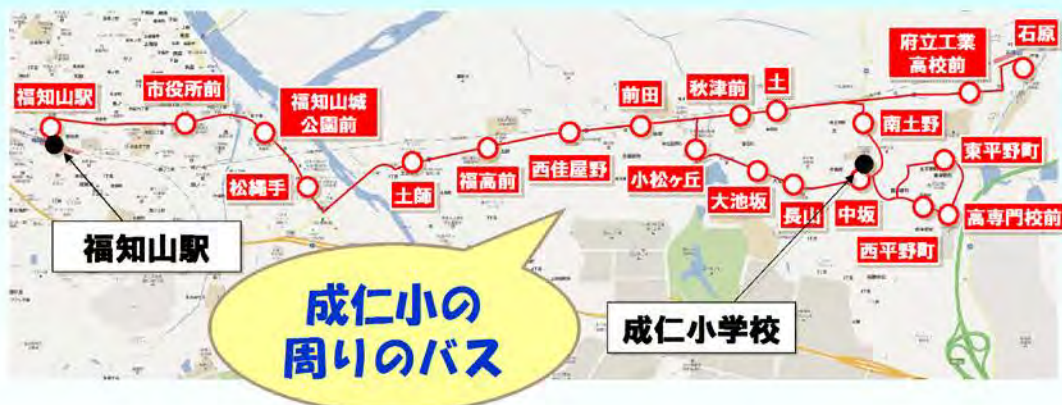 石原
府立工業
高校前
土
秋津前
前田
福知山駅
市役所前
福知山城
公園前
南土野
東平野町
西佳屋野
福高前
土師
松縄手
小松ヶ丘
大池坂
長山
中坂
高専門校前
西平野町
福知山駅
成仁小学校
成仁小の
周りのバス